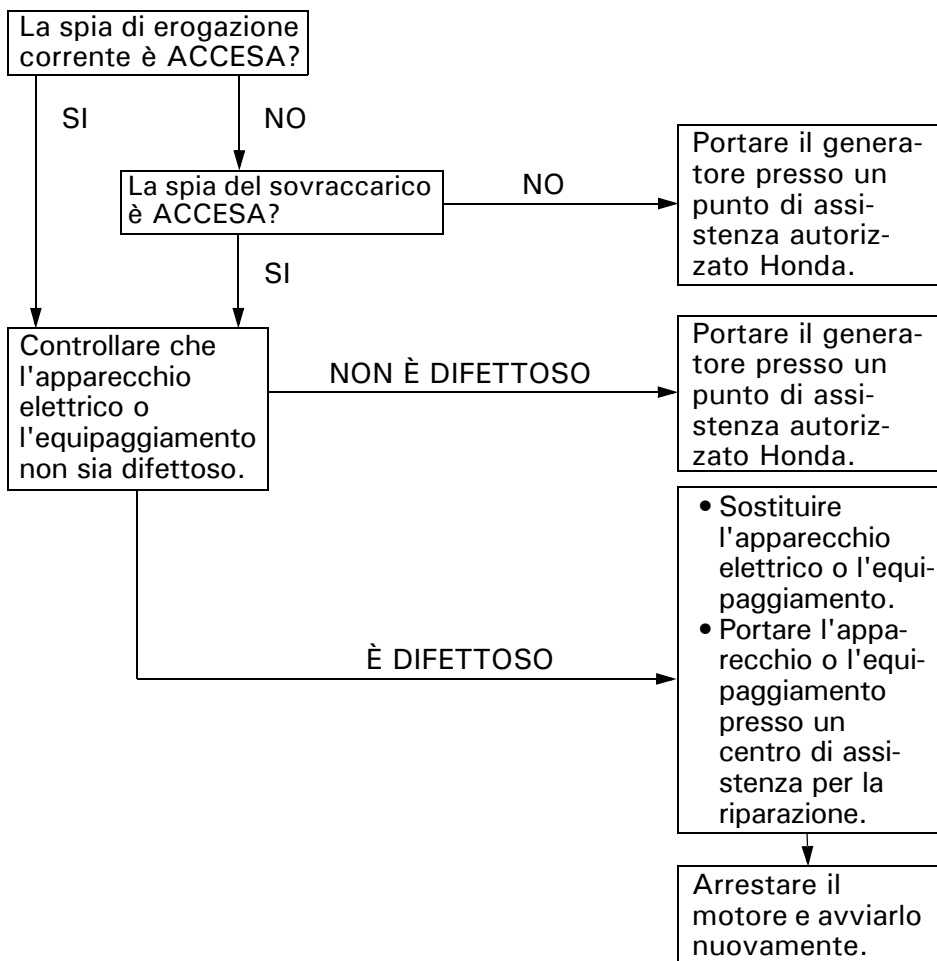 La spia di erogazione
corrente è ACCESA?
SI
NO
La spia del sovraccarico
è ACCESA?
NO
Portare il genera-
tore presso un
punto di assi-
stenza autoriz-
zato Honda.
SI
Controllare che
l'apparecchio
elettrico o
l'equipaggiamento
non sia difettoso.
NON È DIFETTOSO
Portare il genera-
tore presso un
punto di assi-
stenza autoriz-
zato Honda.
È DIFETTOSO
• Sostituire
l'apparecchio
elettrico o l'equi-
paggiamento.
• Portare l'appa-
recchio o l'equi-
paggiamento
presso un
centro di assi-
stenza per la
riparazione.
Arrestare il
motore e avviarlo
nuovamente.